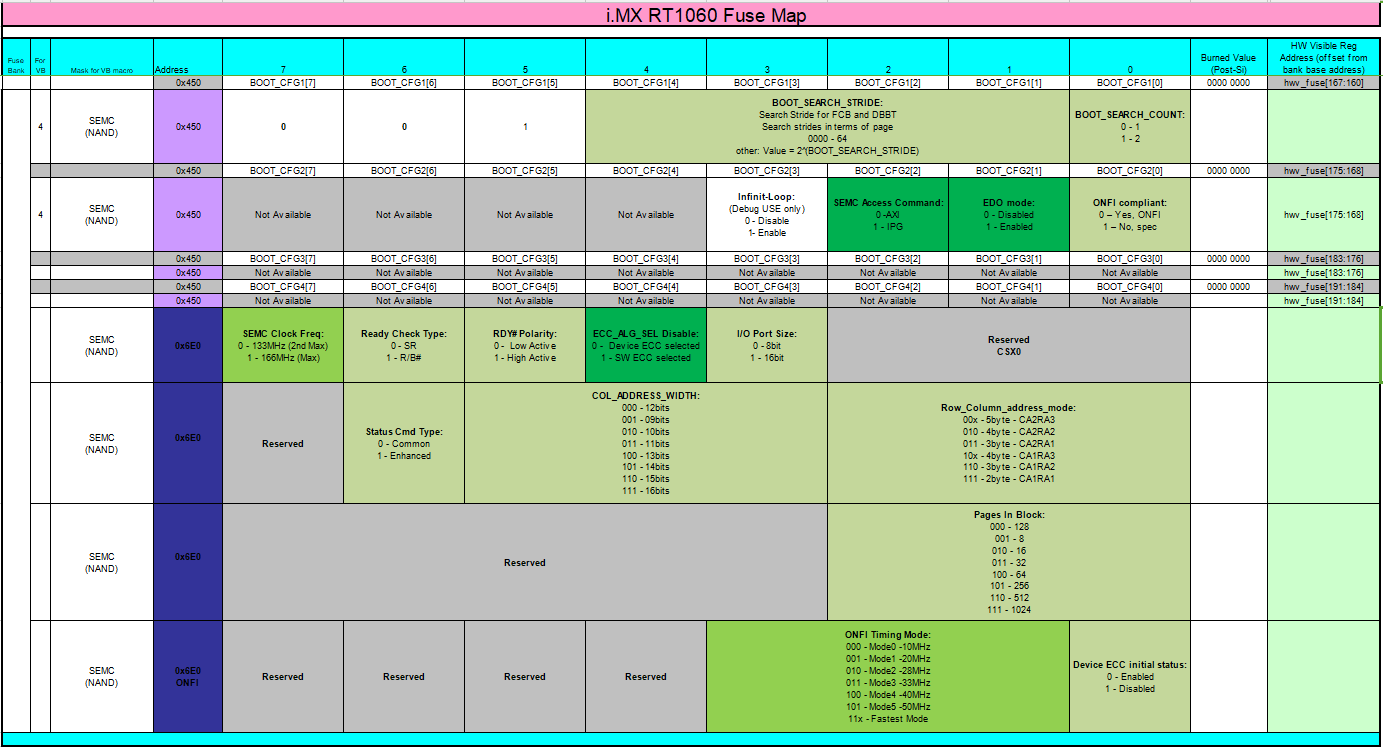 i.MX RT1060 Fuse Map
Fuse Bank For VB Mask for VB macro Address 7 6 5 4 3 2 1 0 Burned Value (Post-Si) HW Visible Reg Address (offset from bank base address)
0x450 BOOT_CFG1[7] BOOT_CFG1[6] BOOT_CFG1[5] BOOT_CFG1[4] BOOT_CFG1[3] BOOT_CFG1[2] BOOT_CFG1[1] BOOT_CFG1[0] 0000 0000 hwv_fuse[167:160]
4
SEMC
(NAND)
0x450
0
0
1
BOOT_SEARCH_STRIDE:
Search Stride for FCB and DBBT
Search strides in terms of page
0000 - 64
other: Value = 2^(BOOT_SEARCH_STRIDE)
BOOT_SEARCH_COUNT:
0 - 1
1 - 2
0x450 BOOT_CFG2[7] BOOT_CFG2[6] BOOT_CFG2[5] BOOT_CFG2[4] BOOT_CFG2[3] BOOT_CFG2[2] BOOT_CFG2[1] BOOT_CFG2[0] 0000 0000 hwv_fuse[175:168]
4
SEMC
(NAND)
0x450
Not Available
Not Available
Not Available
Not Available
Infinit-Loop:
(Debug USE only)
0 - Disable
1- Enable
SEMC Access Command:
0 -AXI
1 - IPG
EDO mode:
0 - Disabled
1 - Enabled
ONFI compliant:
0 – Yes, ONFI
1 – No, spec
hwv_fuse[175:168]
0x450 BOOT_CFG3[7] BOOT_CFG3[6] BOOT_CFG3[5] BOOT_CFG3[4] BOOT_CFG3[3] BOOT_CFG3[2] BOOT_CFG3[1] BOOT_CFG3[0] 0000 0000 hwv_fuse[183:176]
0x450 Not Available Not Available Not Available Not Available Not Available Not Available Not Available Not Available hwv_fuse[183:176]
0x450 BOOT_CFG4[7] BOOT_CFG4[6] BOOT_CFG4[5] BOOT_CFG4[4] BOOT_CFG4[3] BOOT_CFG4[2] BOOT_CFG4[1] BOOT_CFG4[0] 0000 0000 hwv_fuse[191:184]
0x450 Not Available Not Available Not Available Not Available Not Available Not Available Not Available Not Available hwv_fuse[191:184]
SEMC
(NAND)
0x6E0
SEMC Clock Freq:
0 - 133MHz (2nd Max)
1 - 166MHz (Max)
Ready Check Type:
0 - SR
1 - R/B#
RDY# Polarity:
0 - Low Active
1 - High Active
ECC_ALG_SEL Disable:
0 - Device ECC selected
1 - SW ECC selected
I/O Port Size:
0 - 8bit
1 - 16bit
Reserved
CSX0
SEMC
(NAND)
0x6E0
Reserved
Status Cmd Type:
0 - Common
1 - Enhanced
COL_ADDRESS_WIDTH:
000 - 12bits
001 - 09bits
010 - 10bits
011 - 11bits
100 - 13bits
101 - 14bits
110 - 15bits
111 - 16bits
Row_Column_address_mode:
00x - 5byte - CA2RA3
010 - 4byte - CA2RA2
011 - 3byte - CA2RA1
10x - 4byte - CA1RA3
110 - 3byte - CA1RA2
111 - 2byte - CA1RA1
SEMC
(NAND)
0x6E0
Reserved
Pages In Block:
000 - 128
001 - 8
010 - 16
011 - 32
100 - 64
101 - 256
110 - 512
111 - 1024
SEMC
(NAND)
0x6E0
ONFI
Reserved
Reserved
Reserved
Reserved
ONFI Timing Mode:
000 - Mode0 -10MHz
001 - Mode1 -20MHz
010 - Mode2 -28MHz
011 - Mode3 -33MHz
100 - Mode4 -40MHz
101 - Mode5 -50MHz
11x - Fastest Mode
Device ECC initial status:
0 - Enabled
1 - Disabled